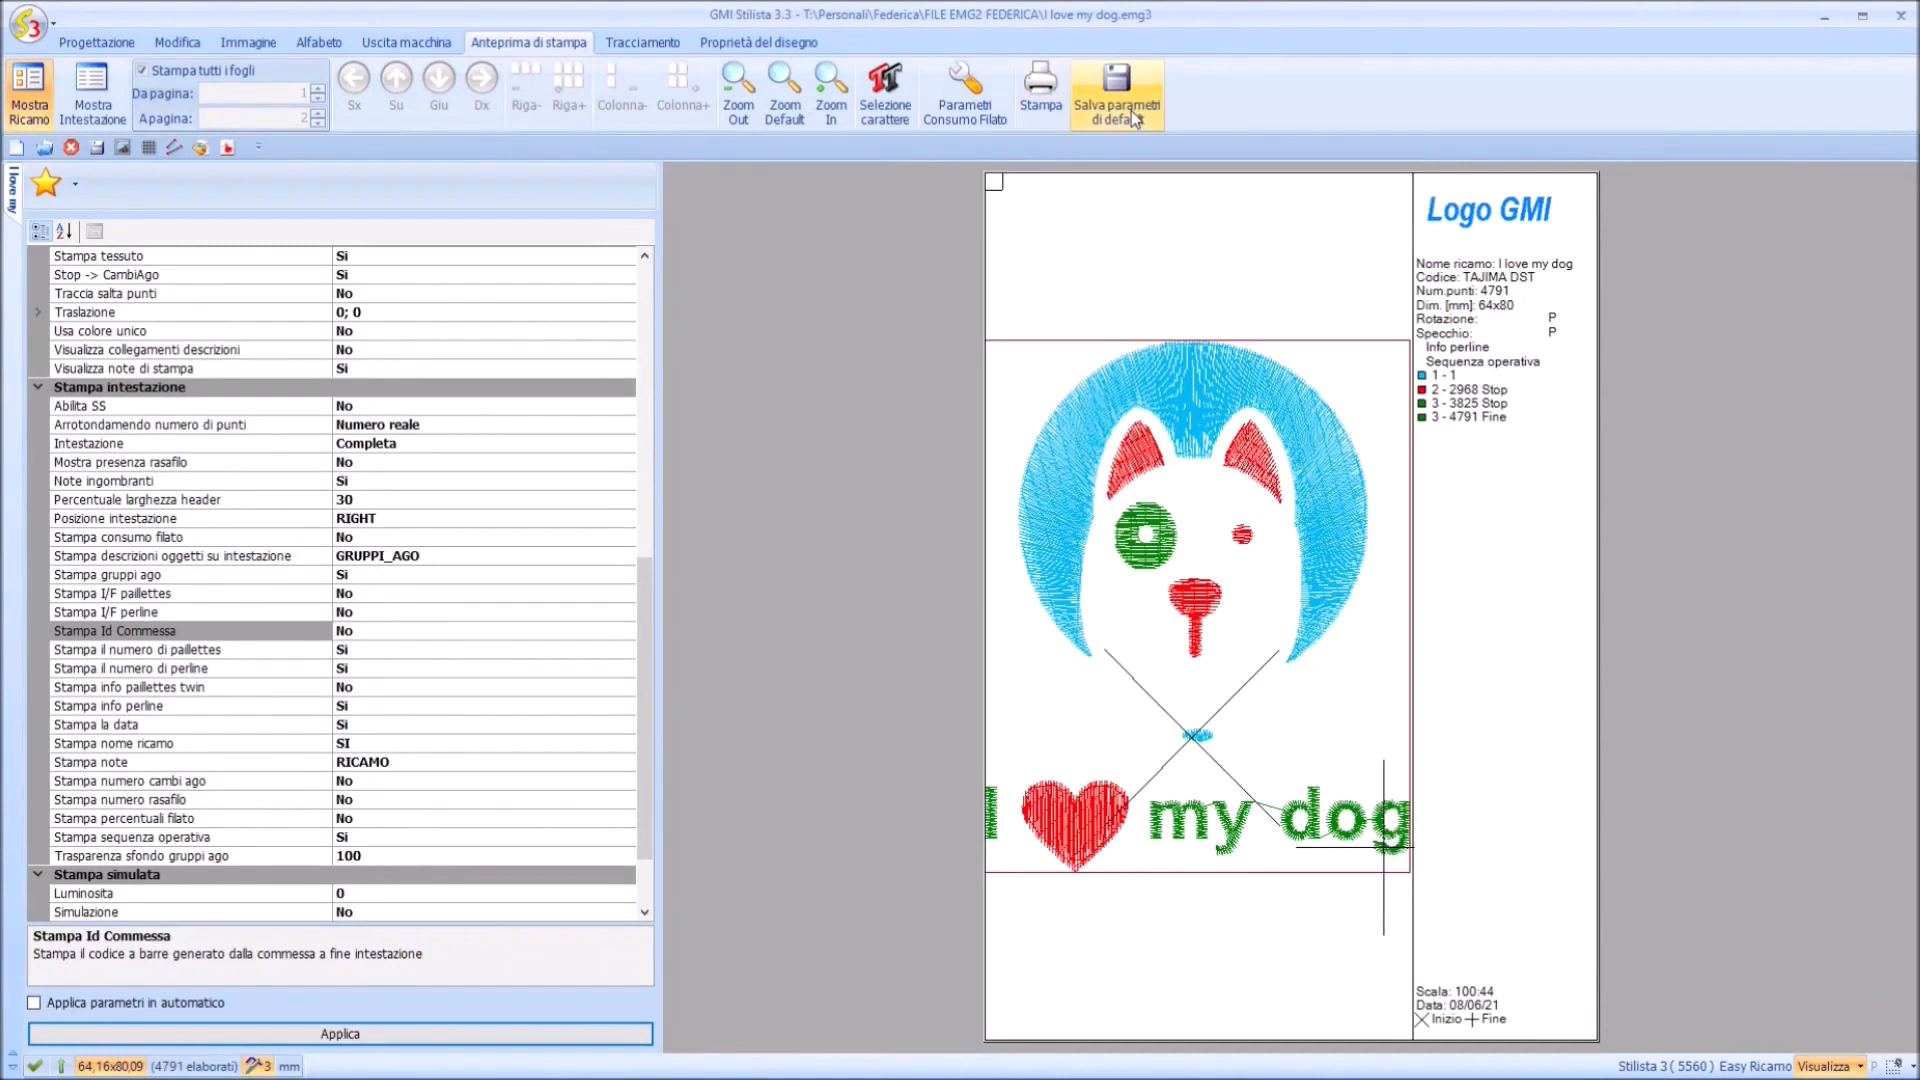 GMI Stilista 3.3 - T:\Personali\Federica\FILE EMG2 FEDERICA\I love my dog.emg3
S3
Progettazione Modifica Immagine Alfabeto Uscita macchina Anteprima di stampa Tracciamento Proprietà del disegno
Mostra Ricamo
Mostra Intestazione
Stampa tutti i fogli
Da pagina: 1
A pagina: 2
Sx Su Giu Dx Riga- Riga+ Colonna- Colonna+
Zoom Out
Zoom Default
Zoom In
Selezione carattere
Parametri Consumo Filato
Stampa
Salva parametri di default
I love my
Stampa tessuto Si
Stop -> CambiAgo Si
Traccia salta punti No
Traslazione 0; 0
Usa colore unico No
Visualizza collegamenti descrizioni No
Visualizza note di stampa Si
Stampa intestazione
Abilita SS No
Arrotondamendo numero di punti Numero reale
Intestazione Completa
Mostra presenza rasafilo No
Note ingombranti Si
Percentuale larghezza header 30
Posizione intestazione RIGHT
Stampa consumo filato No
Stampa descrizioni oggetti su intestazione GRUPPI_AGO
Stampa gruppi ago Si
Stampa I/F paillettes No
Stampa I/F perline No
Stampa Id Commessa No
Stampa il numero di paillettes Si
Stampa il numero di perline Si
Stampa info paillettes twin No
Stampa info perline Si
Stampa la data Si
Stampa nome ricamo SI
Stampa note RICAMO
Stampa numero cambi ago No
Stampa numero rasafilo No
Stampa percentuali filato No
Stampa sequenza operativa Si
Trasparenza sfondo gruppi ago 100
Stampa simulata
Luminosita 0
Simulazione No
Stampa Id Commessa
Stampa il codice a barre generato dalla commessa a fine intestazione
Applica parametri in automatico
Applica
Logo GMI
Nome ricamo: I love my dog
Codice: TAJIMA DST
Num.punti: 4791
Dim. [mm]: 64x80
Rotazione: P
Specchio: P
Info perline
Sequenza operativa
1 - 1
2 - 2968 Stop
3 - 3825 Stop
3 - 4791 Fine
I my dog
Scala: 100:44
Data: 08/06/21
Inizio Fine
64,16x80,09 (4791 elaborati) 3 mm
Stilista 3 ( 5560 ) Easy Ricamo Visualizza P